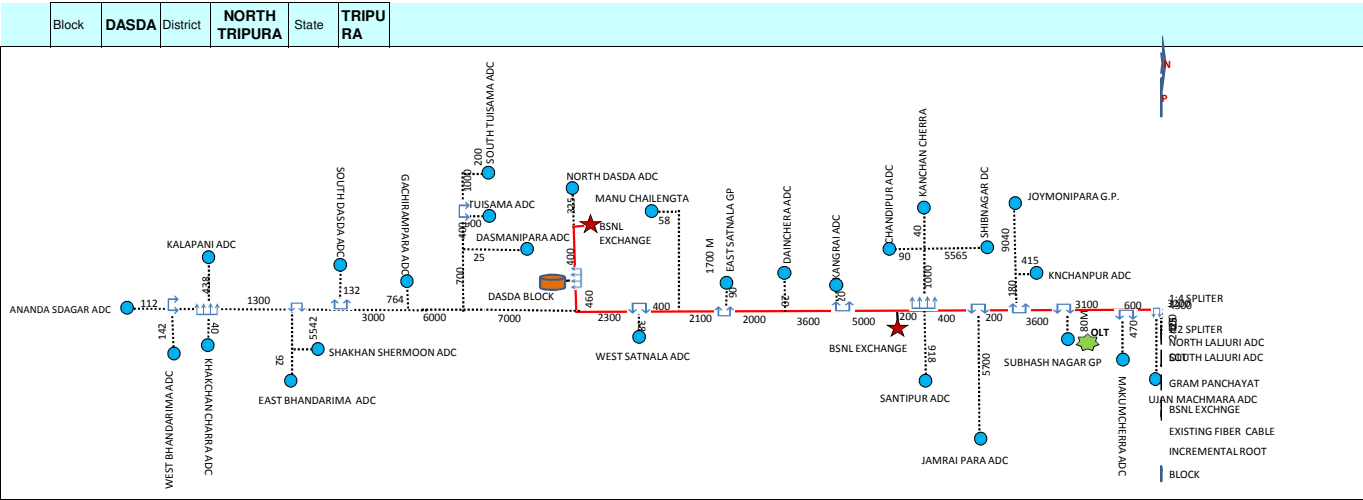 Block DASDA District NORTH TRIPURA State TRIPU RA
N
P
SOUTH TUISAMA ADC
200
1000
TUISAMA ADC
400
DASMANIPARA ADC
25
700
NORTH DASDA ADC
225
BSNL
EXCHANGE
MANU CHAILENGTA
58
400
DASDA BLOCK
460
SOUTH DASDA ADC
132
GACHIRAMPARA ADC
764
KALAPANI ADC
438
ANANDA SDAGAR ADC
112
142
WEST BHANDARIMA ADC
40
KHAKCHAN CHARRA ADC
1300
5542
SHAKHAN SHERMOON ADC
92
EAST BHANDARIMA ADC
3000
6000
7000
2300
400
WEST SATNALA ADC
2100
1700 M
EAST SATNALA GP
90
2000
DAINCHERA ADC
20
3600
KANGRAI ADC
20
5000
BSNL EXCHANGE
200
CHANDIPUR ADC
90
KANCHAN CHERRA
40
5565
SHIBNAGAR DC
1000
918
SANTIPUR ADC
400
5700
JAMRAI PARA ADC
200
JOYMONIPARA G.P.
9040
415
KNCHANPUR ADC
180
3600
3100
80M
OLT
SUBHASH NAGAR GP
600
470
MAKUMCHERRA ADC
1:4 SPLITER
1:2 SPLITER
NORTH LALJURI ADC
SOUTH LALJURI ADC
GRAM PANCHAYAT
UJAN MACHMARA ADC
BSNL EXCHNGE
EXISTING FIBER CABLE
INCREMENTAL ROOT
BLOCK